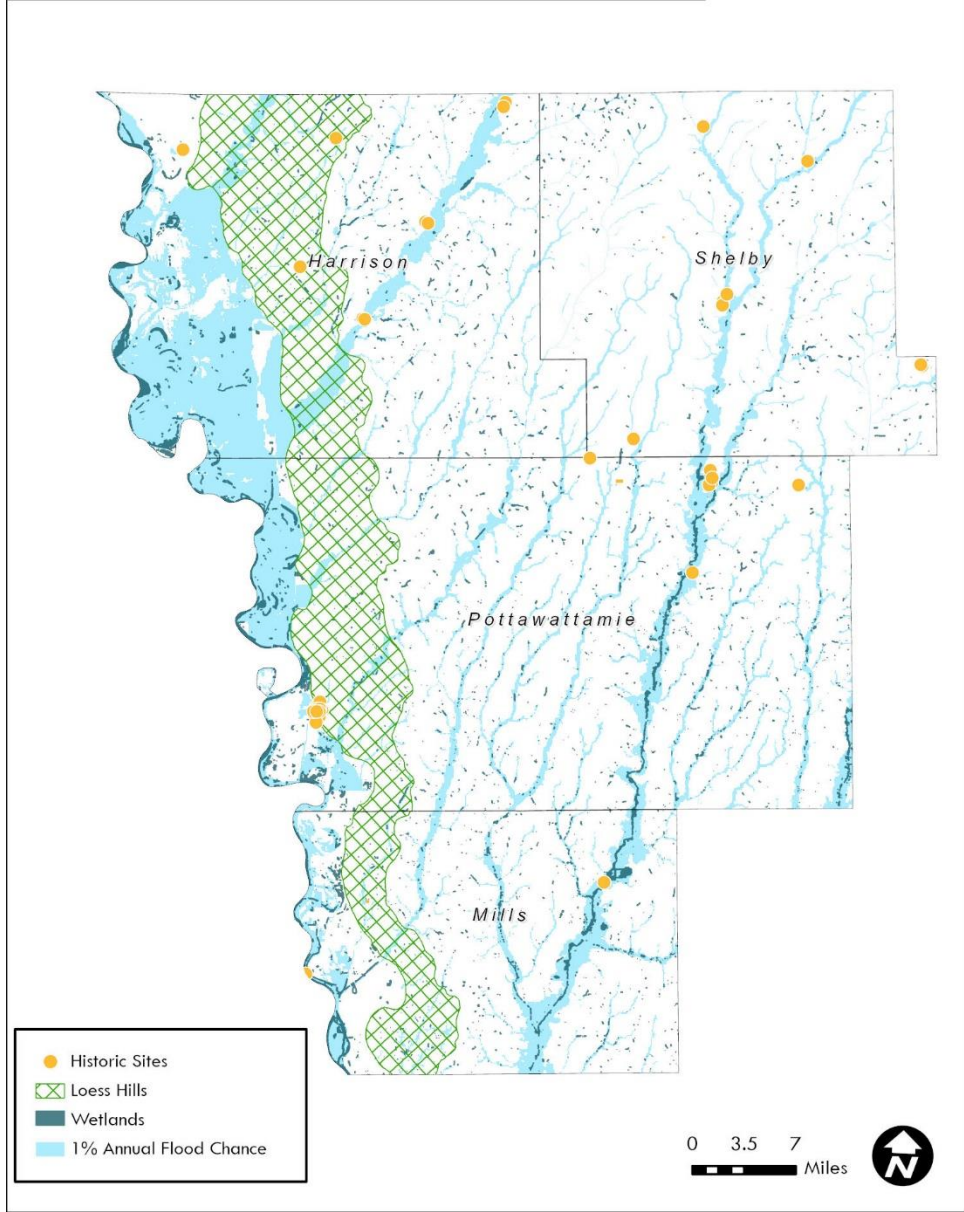 Harrison
Shelby
Pottawattamie
Mills
Historic Sites
Loess Hills
Wetlands
1% Annual Flood Chance
0 3.5 7
Miles
N